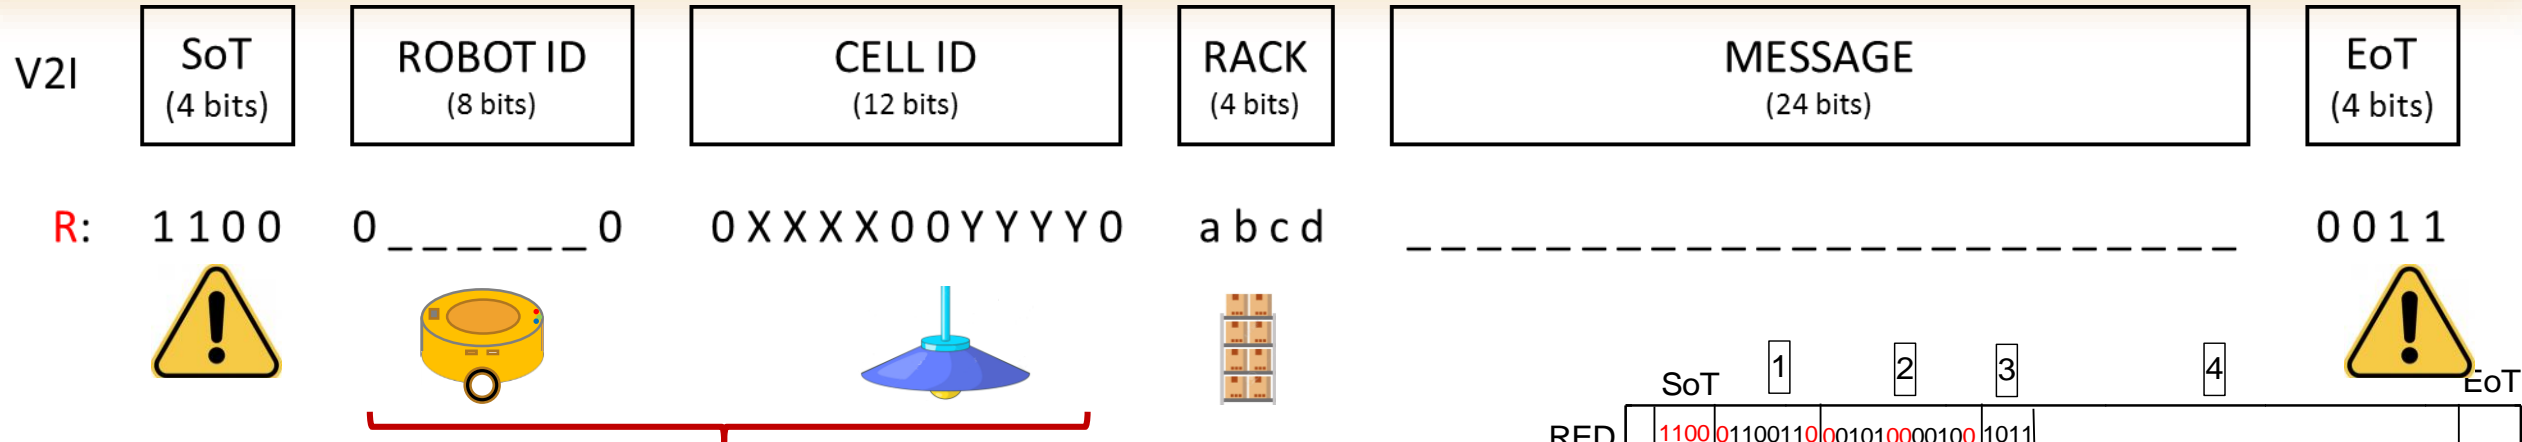 V2I
SoT
(4 bits)
ROBOT ID
(8 bits)
CELL ID
(12 bits)
RACK
(4 bits)
MESSAGE
(24 bits)
EoT
(4 bits)
R: 1 1 0 0 0 _ _ _ _ _ _ 0 0 X X X X 0 0 Y Y Y Y 0 a b c d _ _ _ _ _ _ _ _ _ _ _ _ _ _ _ _ _ _ _ _ _ _ _ _ 0 0 1 1
1 2 3 4
SoT EoT
RED 1100 01100110 001010000100 1011